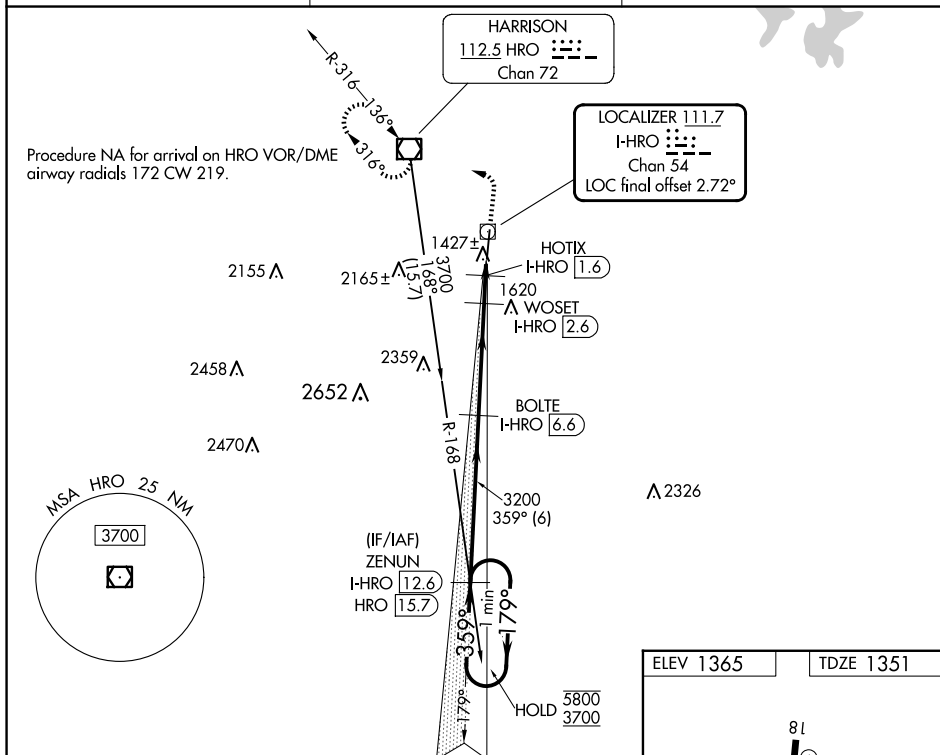 HARRISON
112.5 HRO
Chan 72
R-316
136°
316°
LOCALIZER 111.7
I-HRO
Chan 54
LOC final offset 2.72°
Procedure NA for arrival on HRO VOR/DME
airway radials 172 CW 219.
1427±
HOTIX
I-HRO 1.6
2155
2165±
3700
168°
(15.7)
1620
WOSET
I-HRO 2.6
2458
2359
2652
BOLTE
I-HRO 6.6
2470
R-168
MSA HRO 25 NM
3700
3200
359° (6)
2326
(IF/IAF)
ZENUN
I-HRO 12.6
HRO 15.7
359°
1 min
179°
179°
HOLD 5800
3700
ELEV 1365
TDZE 1351
18